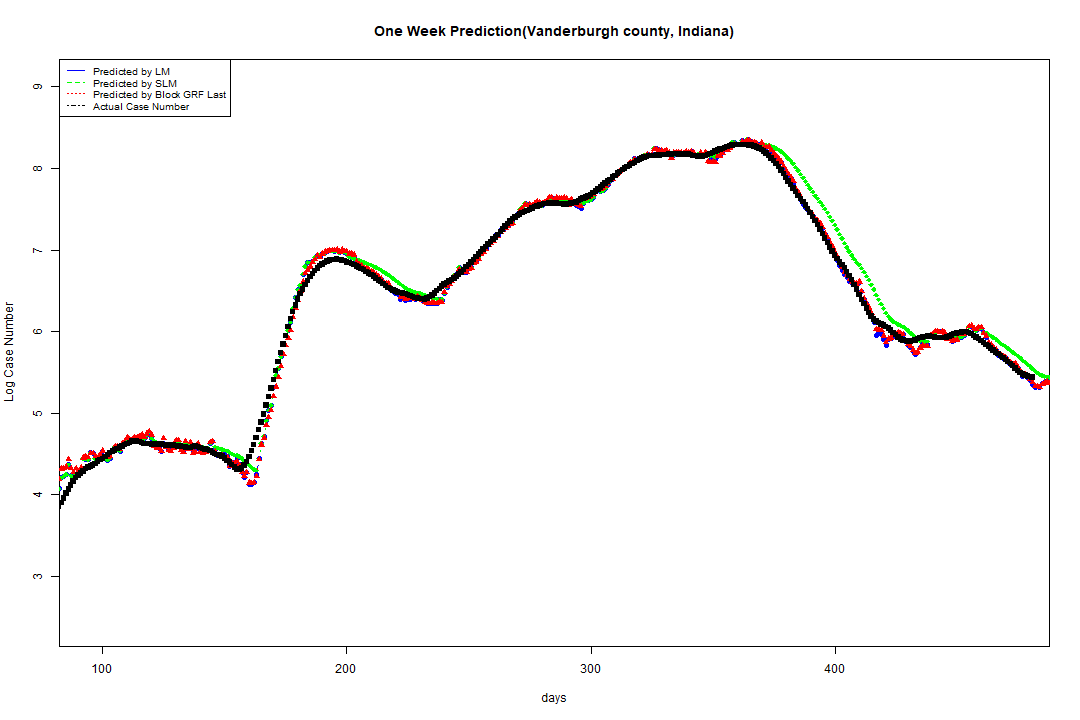 One Week Prediction(Vanderburgh county, Indiana)
Predicted by LM
Predicted by SLM
Predicted by Block GRF Last
Actual Case Number
9
8
7
6
5
4
3
Log Case Number
100 200 300 400
days